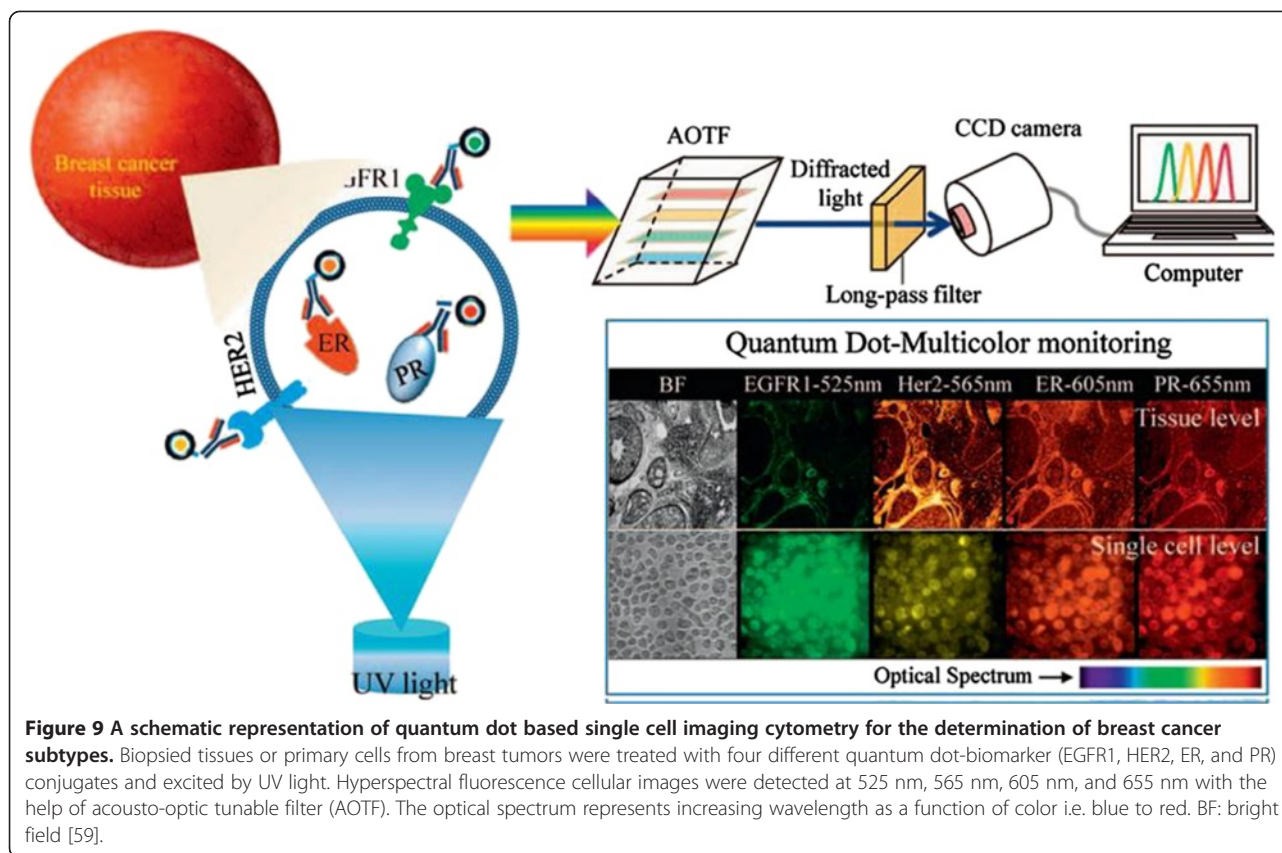 Breast cancer
tissue
GFR1
HER2
ER
PR
UV light
AOTF
Diffracted
light
Long-pass filter
CCD camera
Computer
Quantum Dot-Multicolor monitoring
BF EGFR1-525nm Her2-565nm ER-605nm PR-655nm
Tissue level
Single cell level
Optical Spectrum
Figure 9 A schematic representation of quantum dot based single cell imaging cytometry for the determination of breast cancer
subtypes. Biopsied tissues or primary cells from breast tumors were treated with four different quantum dot-biomarker (EGFR1, HER2, ER, and PR)
conjugates and excited by UV light. Hyperspectral fluorescence cellular images were detected at 525 nm, 565 nm, 605 nm, and 655 nm with the
help of acousto-optic tunable filter (AOTF). The optical spectrum represents increasing wavelength as a function of color i.e. blue to red. BF: bright
field [59].